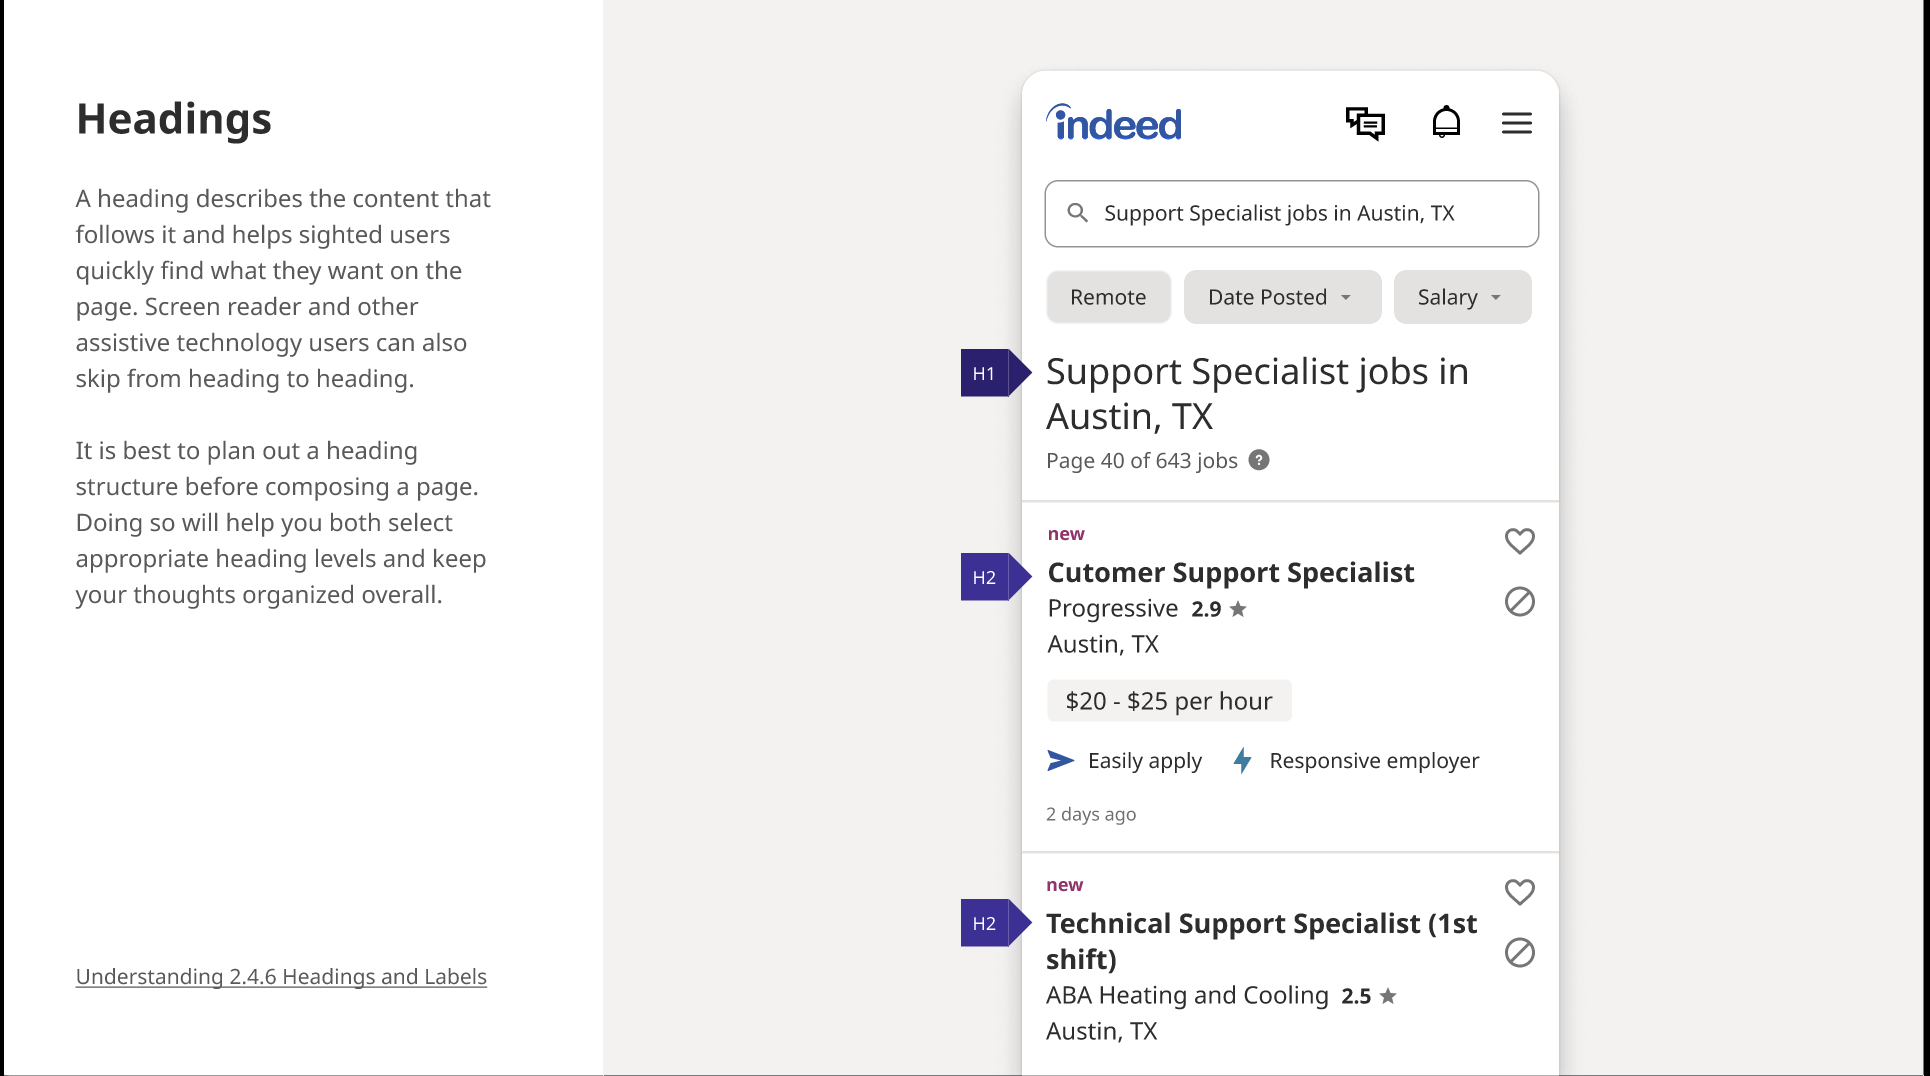 Headings
A heading describes the content that
follows it and helps sighted users
quickly find what they want on the
page. Screen reader and other
assistive technology users can also
skip from heading to heading.
It is best to plan out a heading
structure before composing a page.
Doing so will help you both select
appropriate heading levels and keep
your thoughts organized overall.
Understanding 2.4.6 Headings and Labels
indeed
Support Specialist jobs in Austin, TX
Remote
Date Posted
Salary
H1
Support Specialist jobs in
Austin, TX
Page 40 of 643 jobs ?
new
H2
Cutomer Support Specialist
Progressive 2.9 ★
Austin, TX
$20 - $25 per hour
Easily apply
Responsive employer
2 days ago
new
H2
Technical Support Specialist (1st
shift)
ABA Heating and Cooling 2.5 ★
Austin, TX